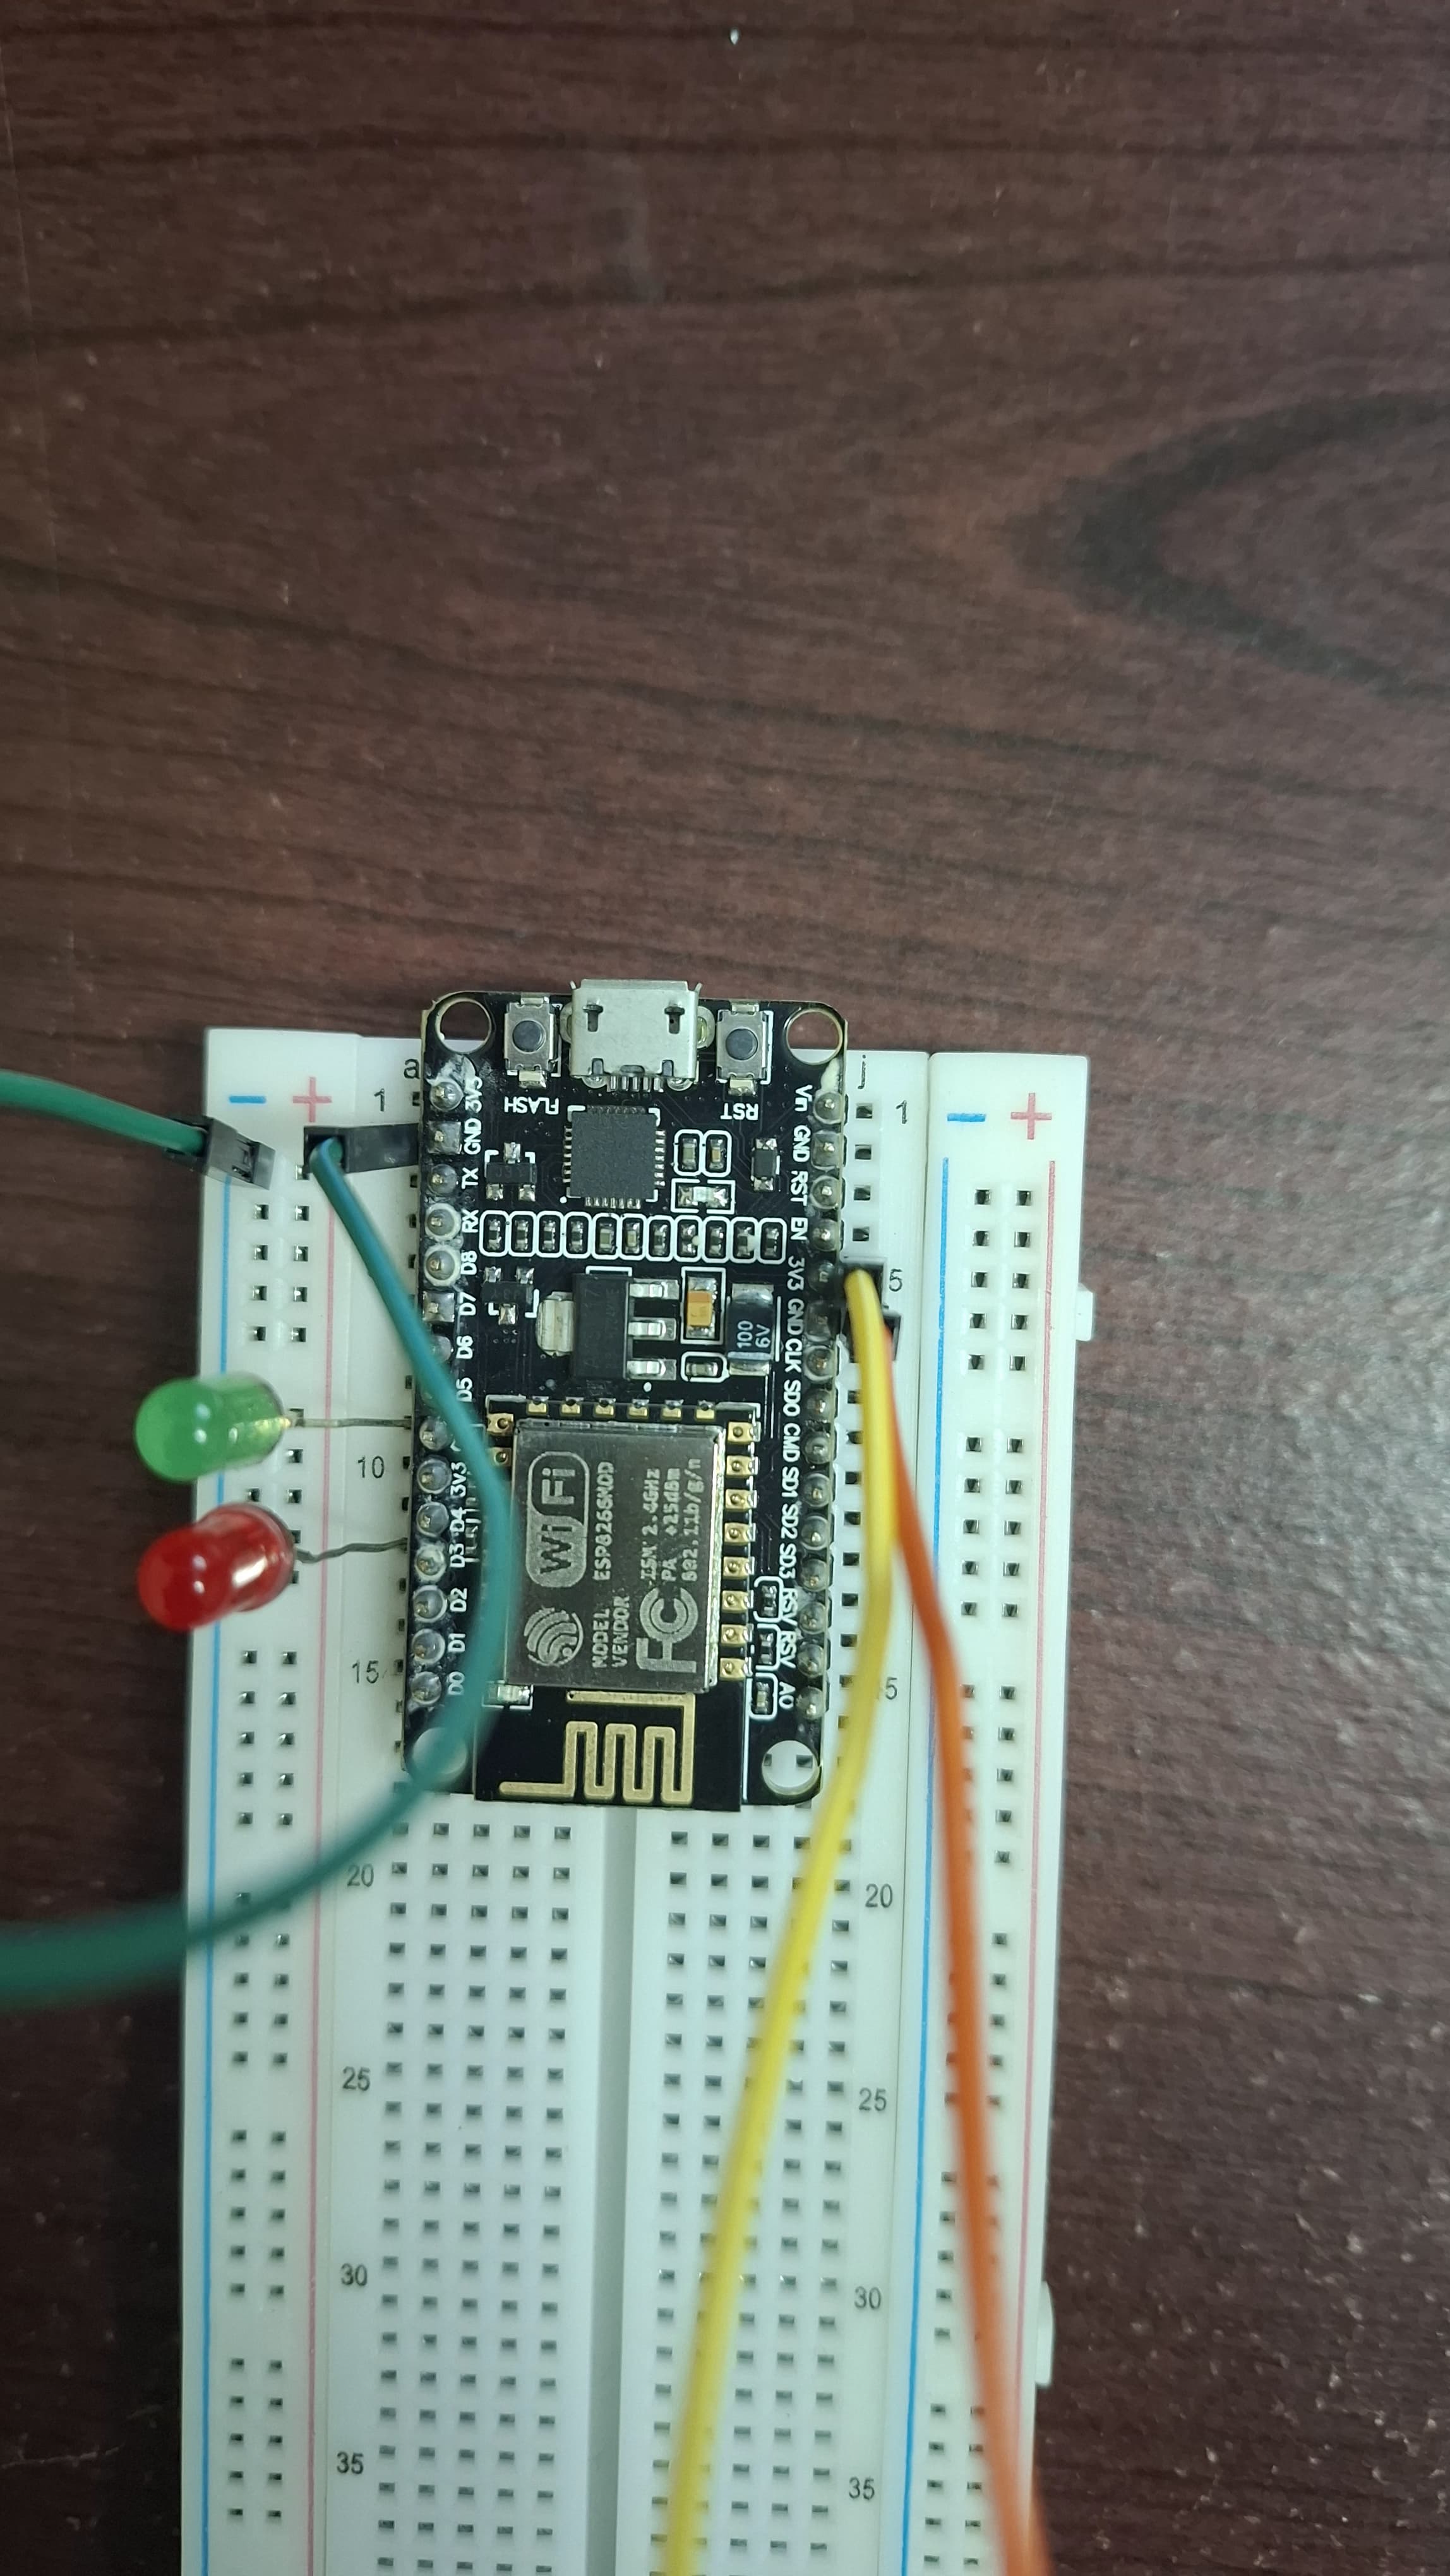 a
j
1
1
5
10
15
20
20
25
25
30
30
35
35
− +
− +
FLASH
RST
3V3
GND
TX
RX
D8
D7
D6
D5
3V3
D4
D3
D2
D1
D0
Vn
GND
RST
EN
3V3
GND
CLK
SD0
CMD
SD1
SD2
SD3
RSV
RSV
A0
100
6V
WiFi
MODEL ESP8266MOD
VENDOR
FC
ISM 2.4GHz
PA +25dBm
802.11b/g/n